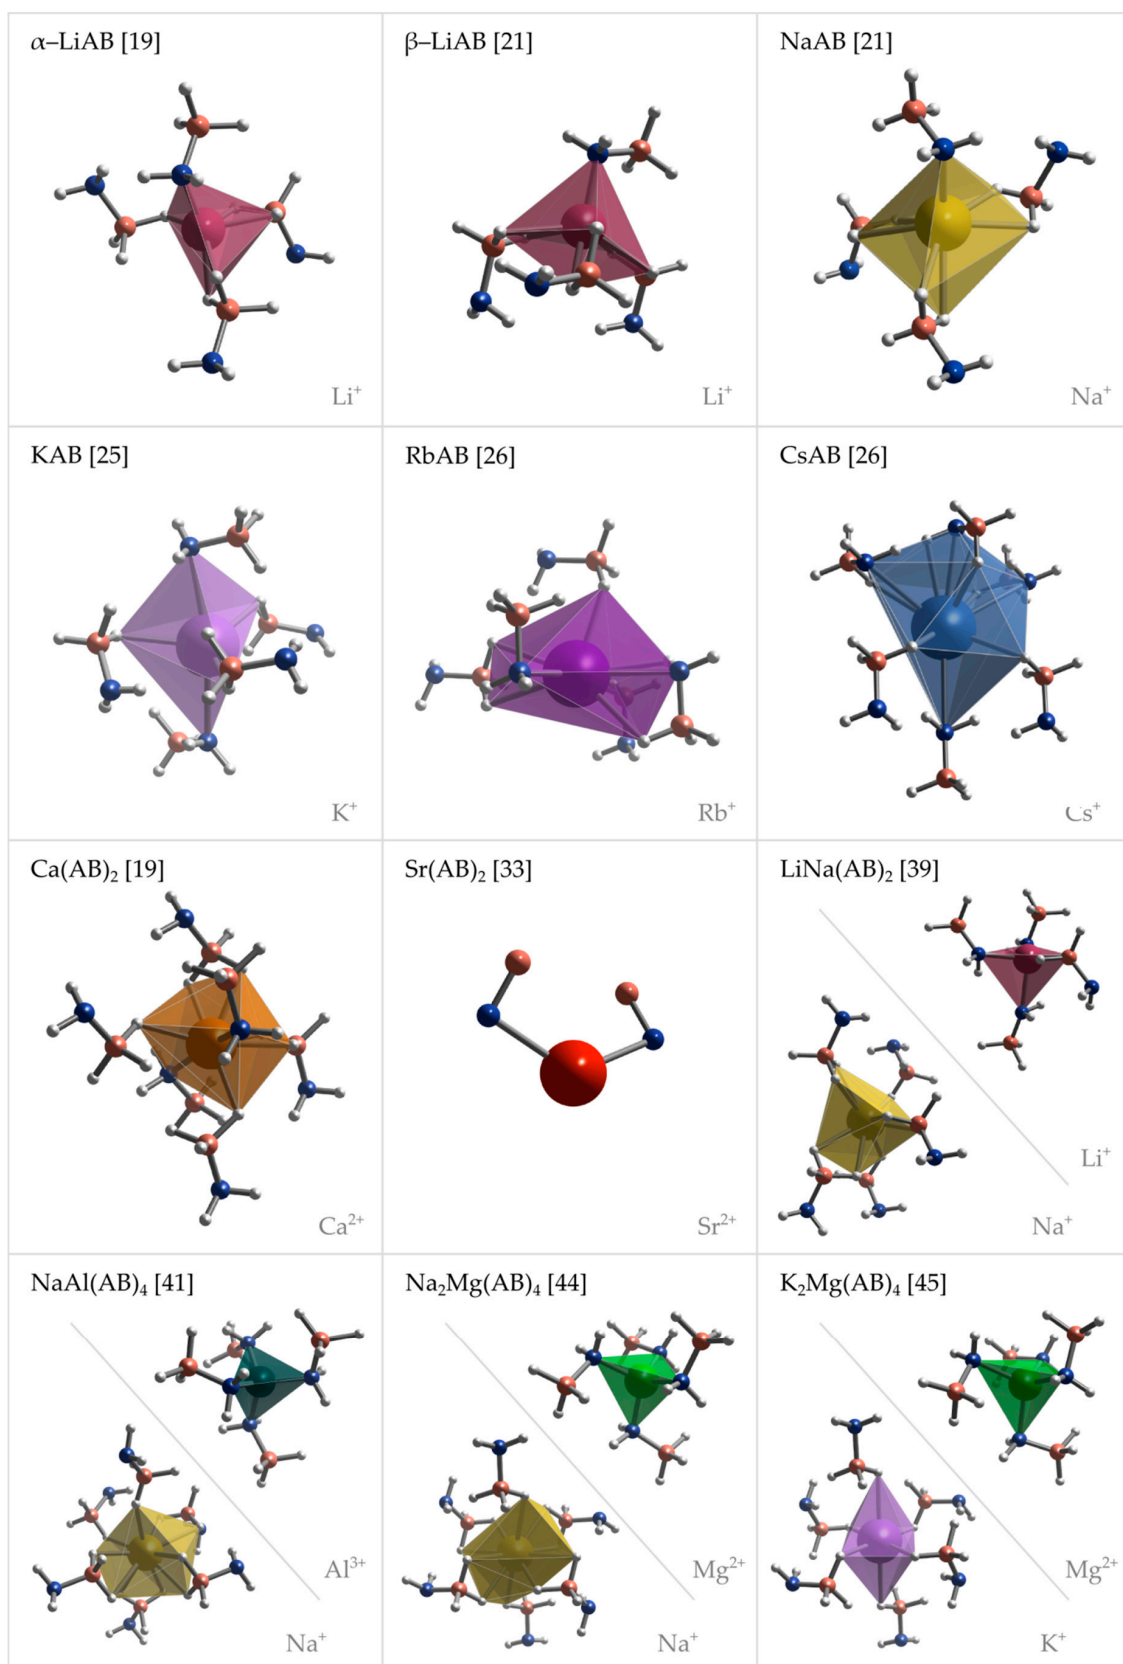 α–LiAB [19]
β–LiAB [21]
NaAB [21]
Li⁺
Li⁺
Na⁺
KAB [25]
RbAB [26]
CsAB [26]
K⁺
Rb⁺
Cs⁺
Ca(AB)₂ [19]
Sr(AB)₂ [33]
LiNa(AB)₂ [39]
Li⁺
Ca²⁺
Sr²⁺
Na⁺
NaAl(AB)₄ [41]
Na₂Mg(AB)₄ [44]
K₂Mg(AB)₄ [45]
Al³⁺
Mg²⁺
Mg²⁺
Na⁺
Na⁺
K⁺